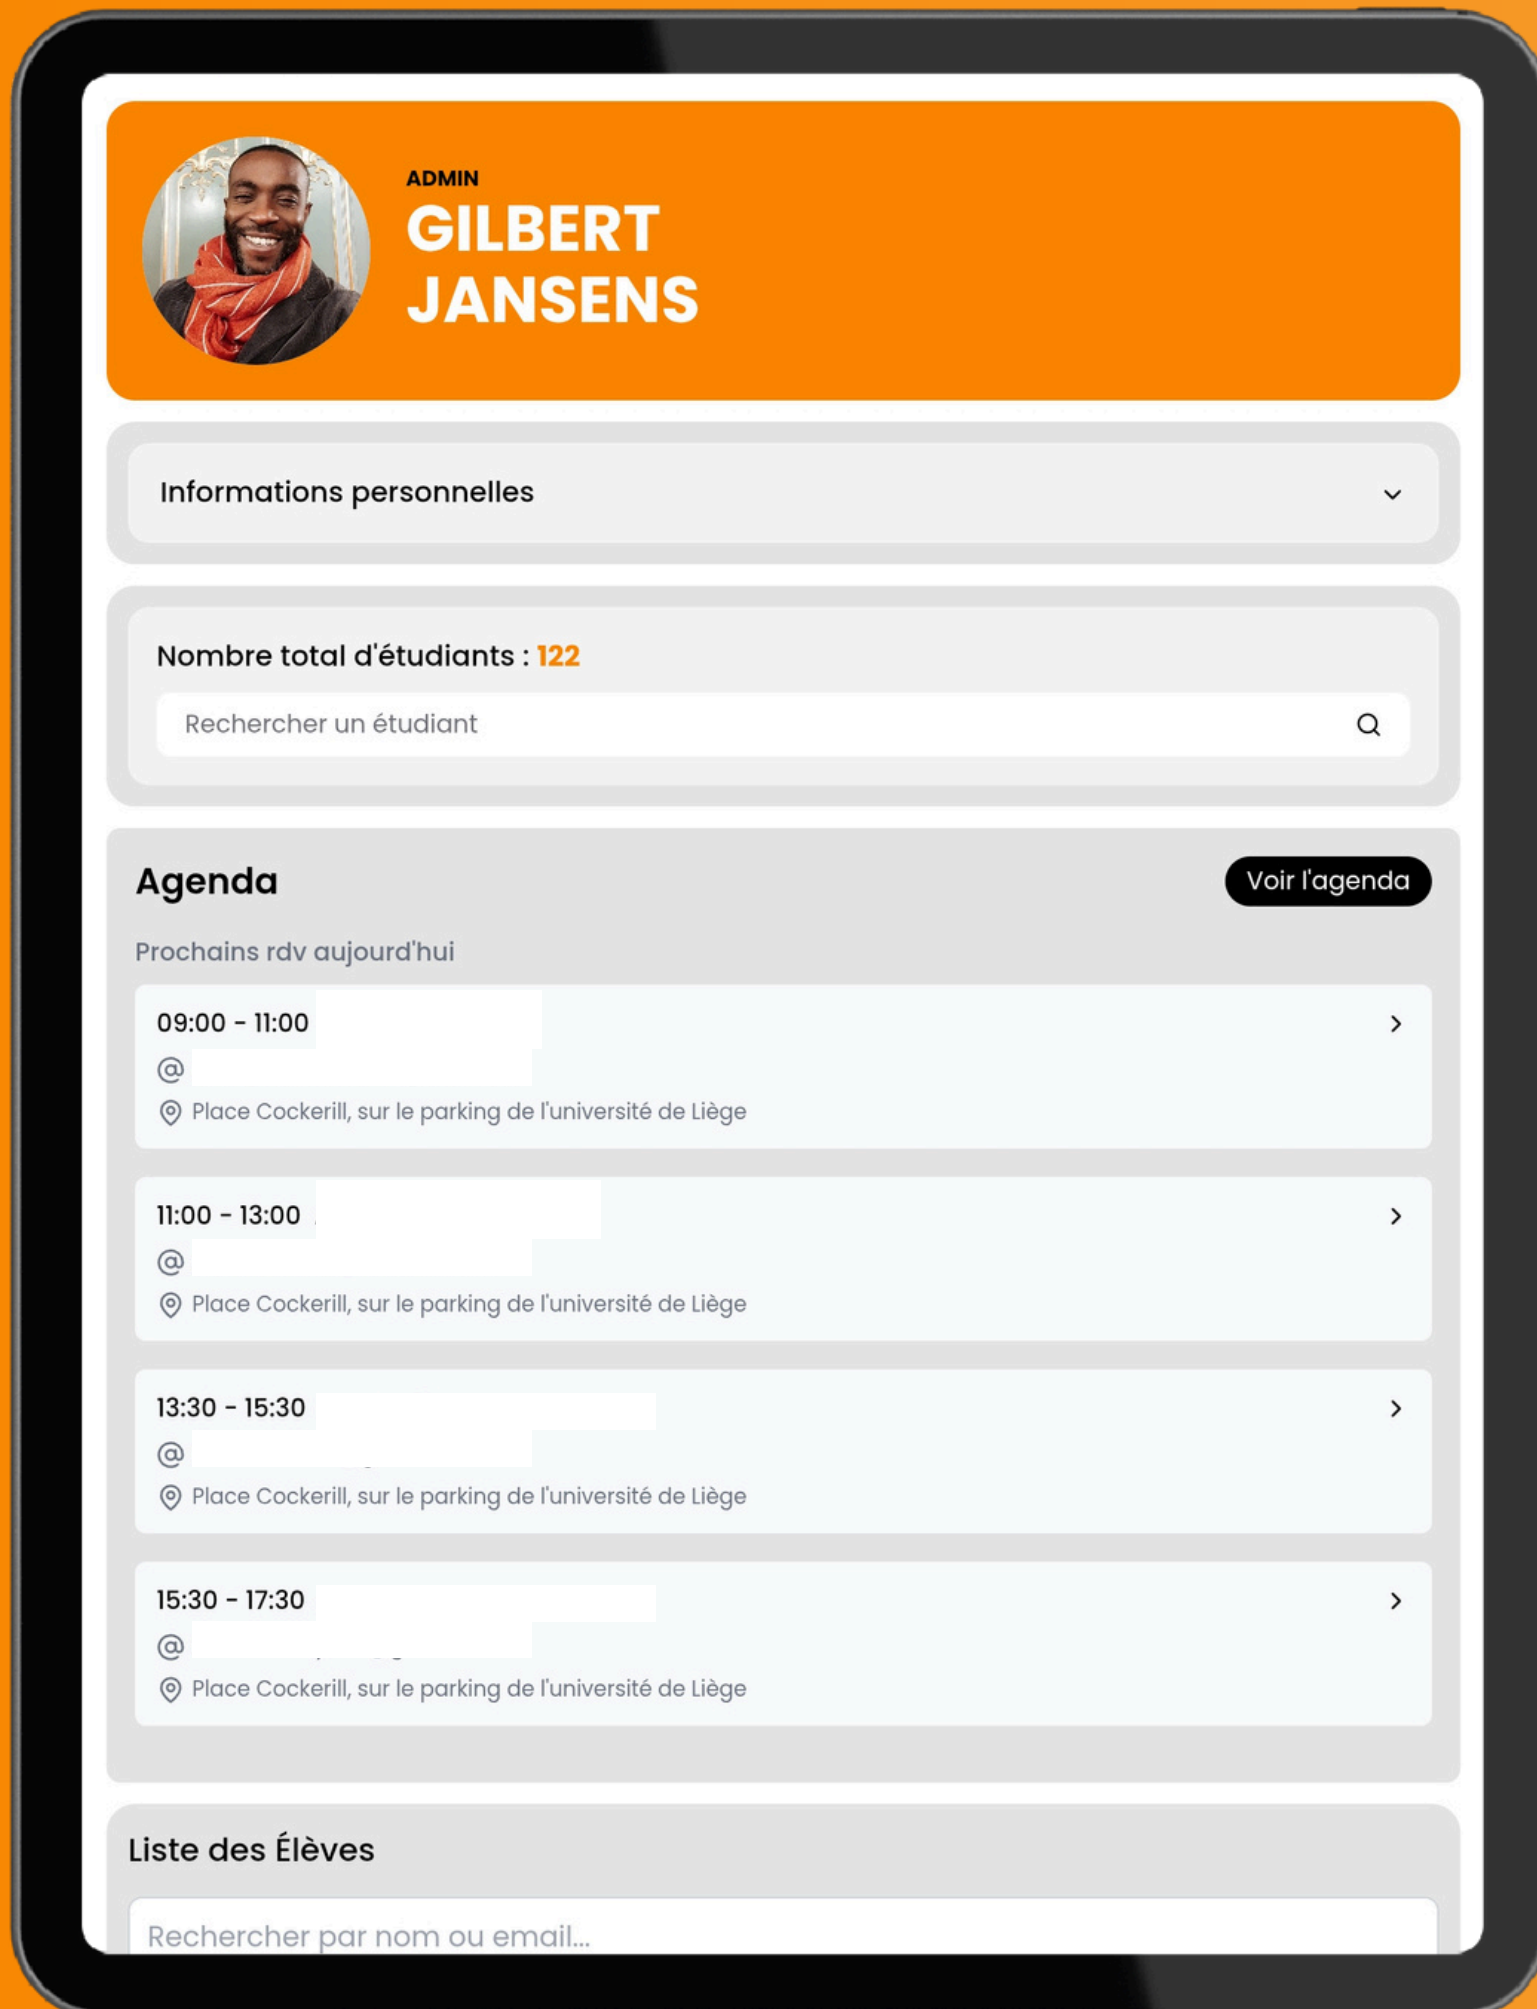 ADMIN
GILBERT
JANSENS
Informations personnelles
Nombre total d'étudiants : 122
Rechercher un étudiant
Agenda
Voir l'agenda
Prochains rdv aujourd'hui
09:00 - 11:00
@
Place Cockerill, sur le parking de l'université de Liège
11:00 - 13:00
@
Place Cockerill, sur le parking de l'université de Liège
13:30 - 15:30
@
Place Cockerill, sur le parking de l'université de Liège
15:30 - 17:30
@
Place Cockerill, sur le parking de l'université de Liège
Liste des Élèves
Rechercher par nom ou email...